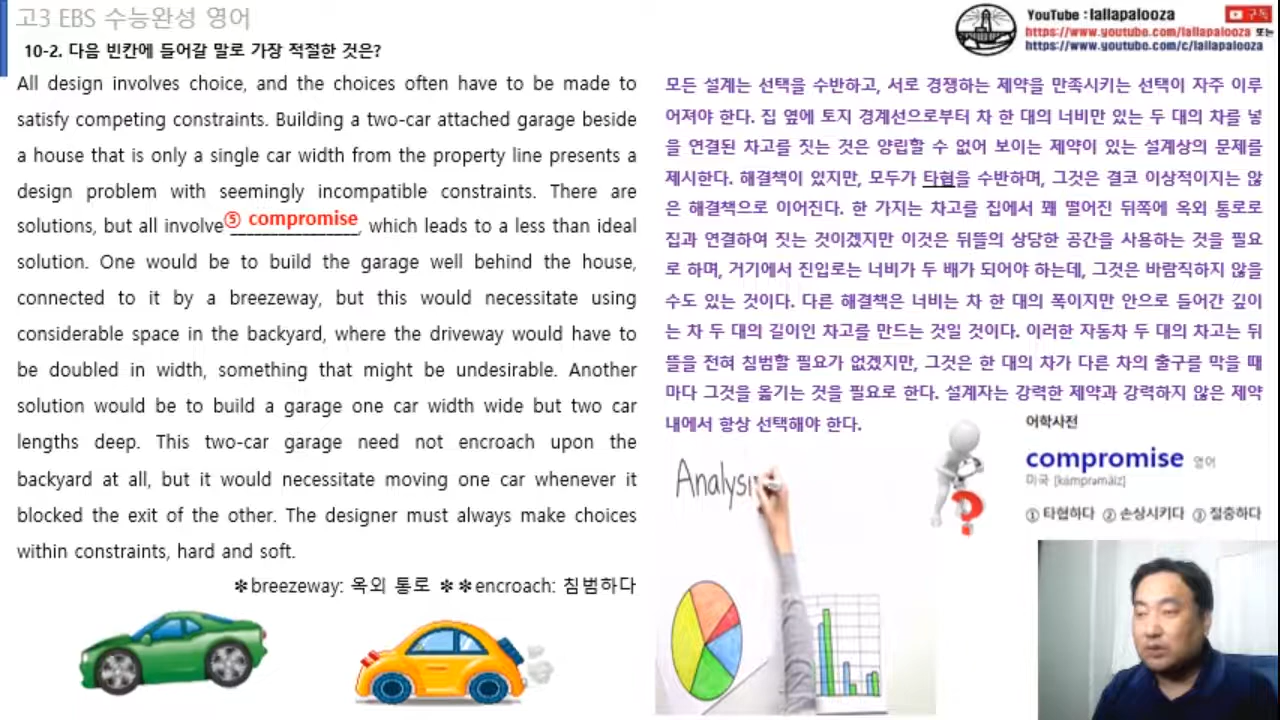 고3 EBS 수능완성 영어
YouTube : lallapalooza
구독
https://www.youtube.com/lallapalooza 또는
https://www.youtube.com/c/lallapalooza
10-2. 다음 빈칸에 들어갈 말로 가장 적절한 것은?
All design involves choice, and the choices often have to be made to
satisfy competing constraints. Building a two-car attached garage beside
a house that is only a single car width from the property line presents a
design problem with seemingly incompatible constraints. There are
solutions, but all involve ⑤ compromise, which leads to a less than ideal
solution. One would be to build the garage well behind the house,
connected to it by a breezeway, but this would necessitate using
considerable space in the backyard, where the driveway would have to
be doubled in width, something that might be undesirable. Another
solution would be to build a garage one car width wide but two car
lengths deep. This two-car garage need not encroach upon the
backyard at all, but it would necessitate moving one car whenever it
blocked the exit of the other. The designer must always make choices
within constraints, hard and soft.
＊breezeway: 옥외 통로 ＊＊encroach: 침범하다
모든 설계는 선택을 수반하고, 서로 경쟁하는 제약을 만족시키는 선택이 자주 이루
어져야 한다. 집 옆에 토지 경계선으로부터 차 한 대의 너비만 있는 두 대의 차를 넣
을 연결된 차고를 짓는 것은 양립할 수 없어 보이는 제약이 있는 설계상의 문제를
제시한다. 해결책이 있지만, 모두가 타협을 수반하며, 그것은 결코 이상적이지는 않
은 해결책으로 이어진다. 한 가지는 차고를 집에서 꽤 떨어진 뒤쪽에 옥외 통로로
집과 연결하여 짓는 것이겠지만 이것은 뒤뜰의 상당한 공간을 사용하는 것을 필요
로 하며, 거기에서 진입로는 너비가 두 배가 되어야 하는데, 그것은 바람직하지 않을
수도 있는 것이다. 다른 해결책은 너비는 차 한 대의 폭이지만 안으로 들어간 깊이
는 차 두 대의 길이인 차고를 만드는 것일 것이다. 이러한 자동차 두 대의 차고는 뒤
뜰을 전혀 침범할 필요가 없겠지만, 그것은 한 대의 차가 다른 차의 출구를 막을 때
마다 그것을 옮기는 것을 필요로 한다. 설계자는 강력한 제약과 강력하지 않은 제약
내에서 항상 선택해야 한다.
어학사전
compromise 영어
미국 [kάmprəmàiz]
① 타협하다 ② 손상시키다 ③ 절충하다
Analysi
?